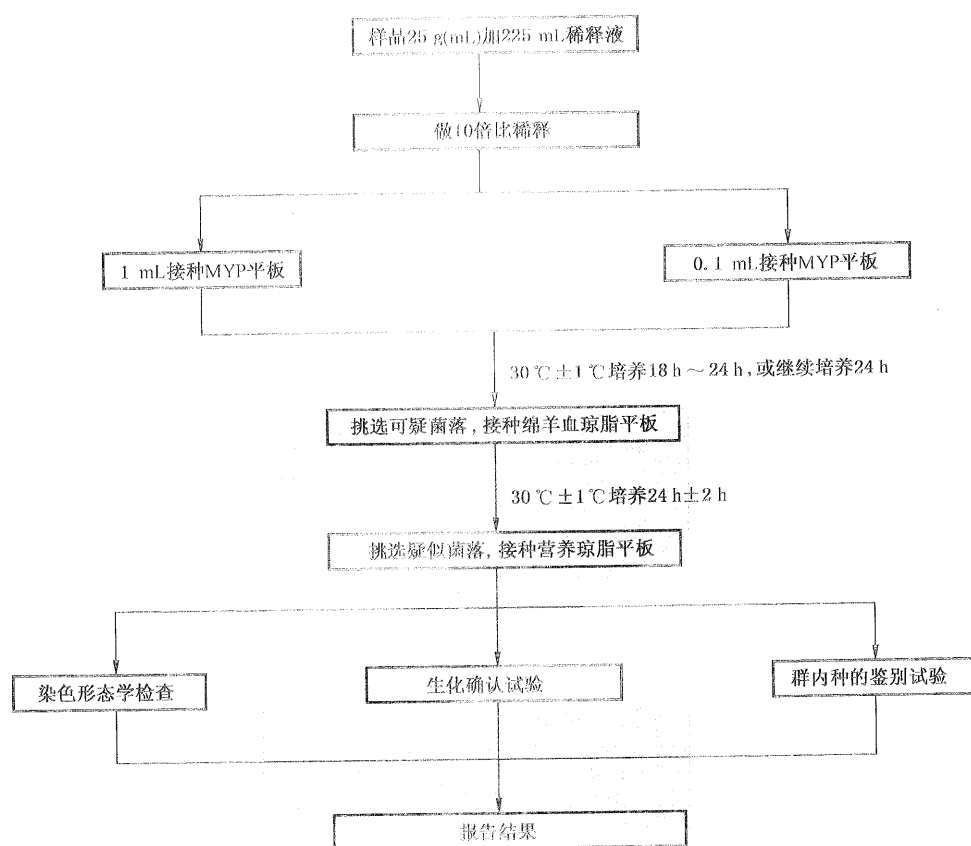 样品25 g(mL)加225 mL稀释液
做10倍比稀释
1 mL接种MYP平板
0.1 mL接种MYP平板
30℃±1℃培养18 h～24 h,或继续培养24 h
挑选可疑菌落,接种绵羊血琼脂平板
30℃±1℃培养24 h±2 h
挑选疑似菌落,接种营养琼脂平板
染色形态学检查
生化确认试验
群内种的鉴别试验
报告结果